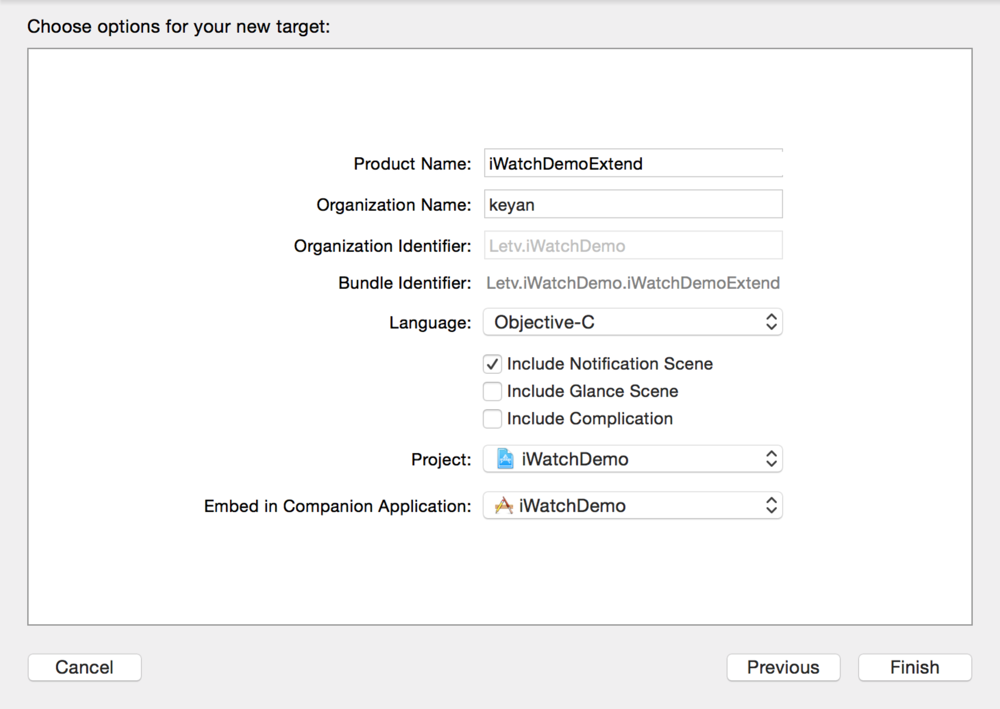 Choose options for your new target:
Product Name: iWatchDemoExtend
Organization Name: keyan
Organization Identifier: Letv.iWatchDemo
Bundle Identifier: Letv.iWatchDemo.iWatchDemoExtend
Language: Objective-C
Include Notification Scene
Include Glance Scene
Include Complication
Project: iWatchDemo
Embed in Companion Application: iWatchDemo
Cancel Previous Finish